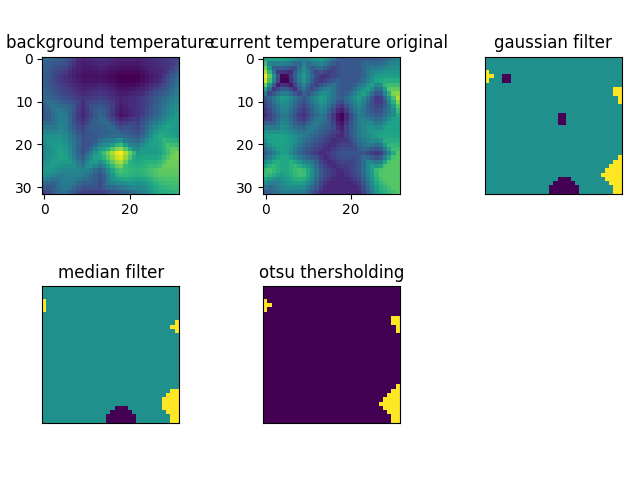 background temperature
current temperature original
gaussian filter
0
10
20
30
0
20
0
10
20
30
0
20
median filter
otsu thersholding